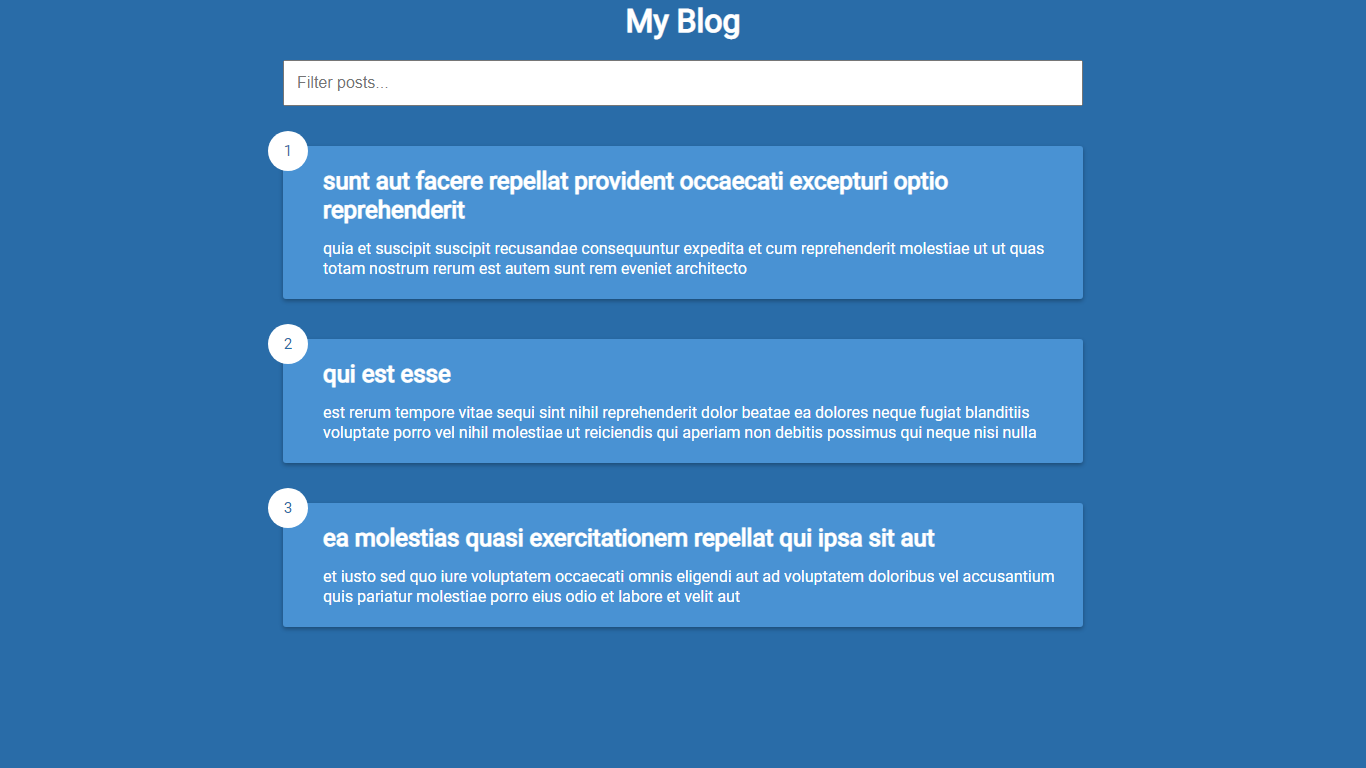 My Blog
Filter posts...
1
sunt aut facere repellat provident occaecati excepturi optio
reprehenderit
quia et suscipit suscipit recusandae consequuntur expedita et cum reprehenderit molestiae ut ut quas
totam nostrum rerum est autem sunt rem eveniet architecto
2
qui est esse
est rerum tempore vitae sequi sint nihil reprehenderit dolor beatae ea dolores neque fugiat blanditiis
voluptate porro vel nihil molestiae ut reiciendis qui aperiam non debitis possimus qui neque nisi nulla
3
ea molestias quasi exercitationem repellat qui ipsa sit aut
et iusto sed quo iure voluptatem occaecati omnis eligendi aut ad voluptatem doloribus vel accusantium
quis pariatur molestiae porro eius odio et labore et velit aut